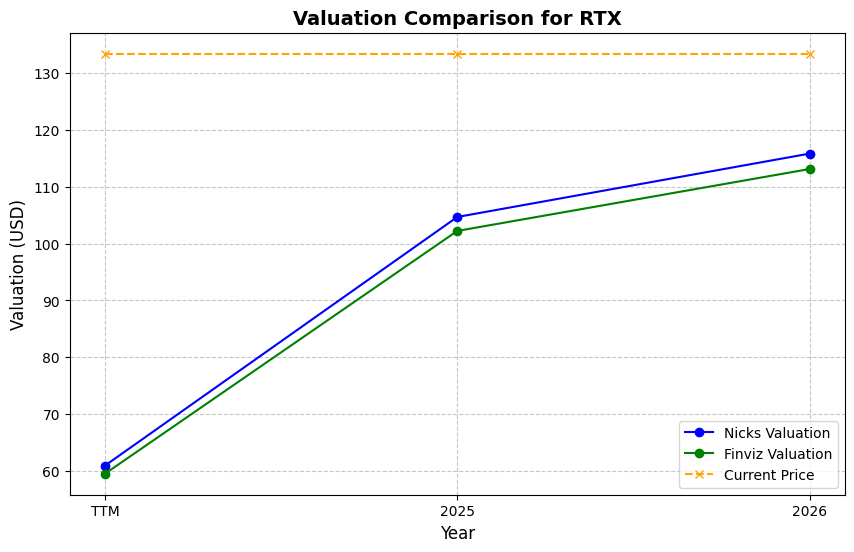 Valuation Comparison for RTX
Valuation (USD)
130
120
110
100
90
80
70
60
TTM
2025
2026
Year
Nicks Valuation
Finviz Valuation
Current Price